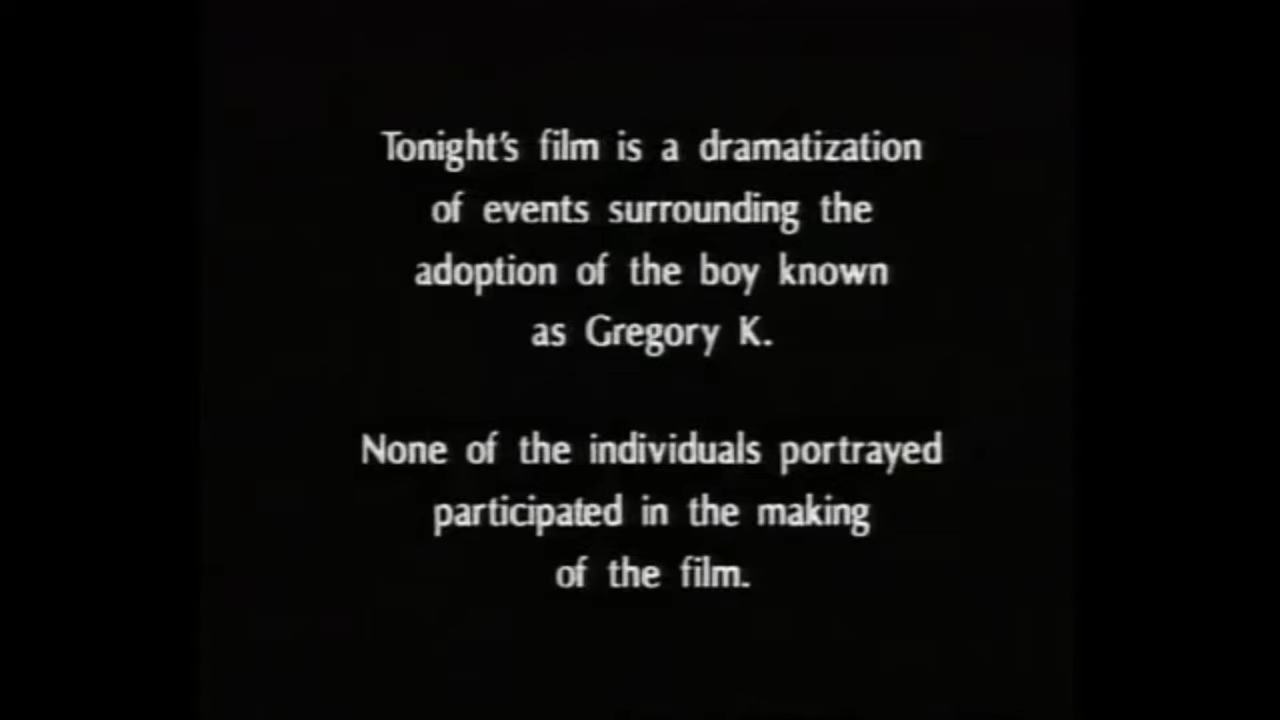 Tonight's film is a dramatization
of events surrounding the
adoption of the boy known
as Gregory K.
None of the individuals portrayed
participated in the making
of the film.